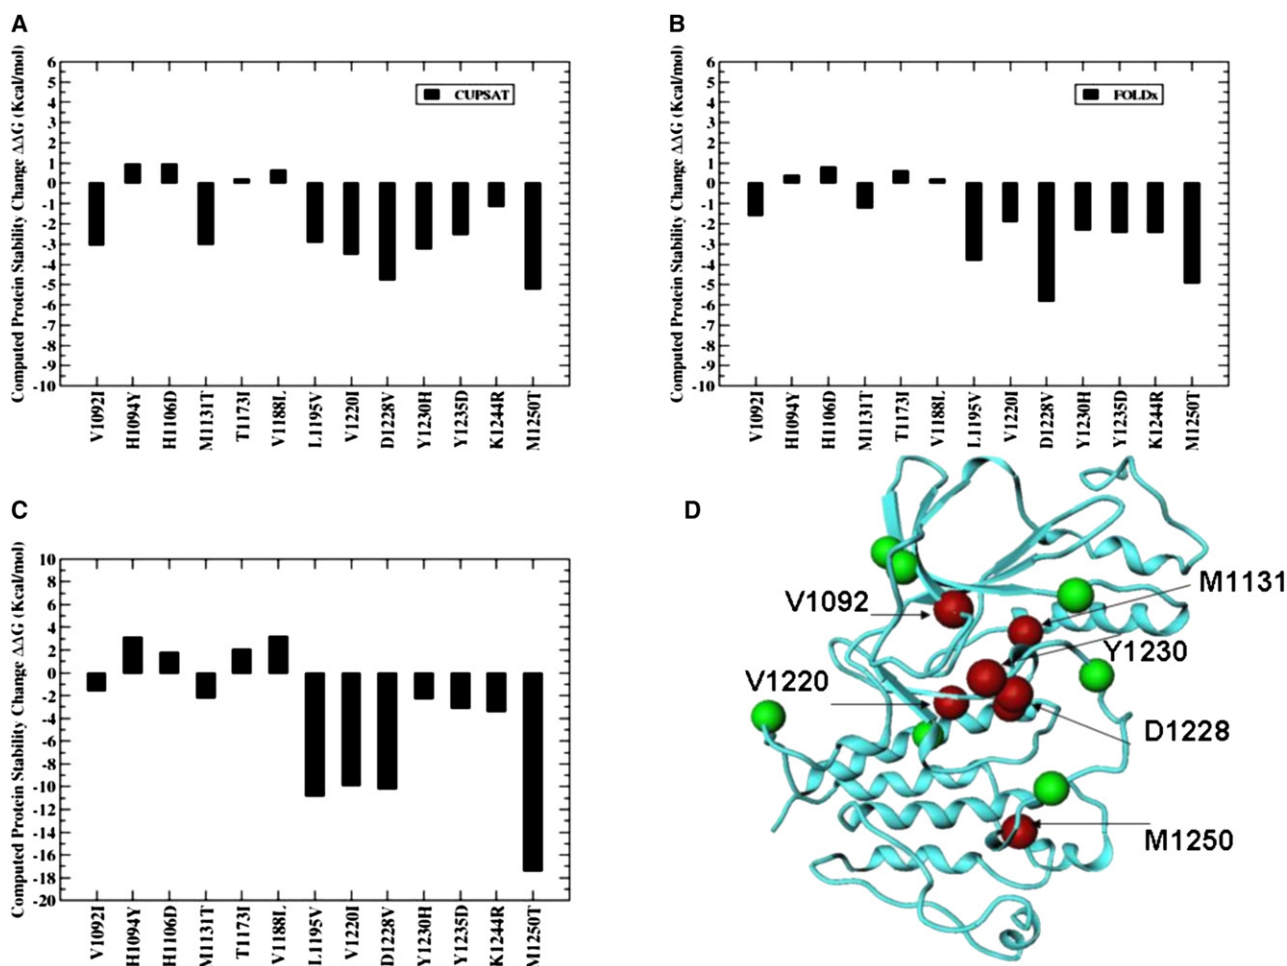 A
Computed Protein Stability Change ΔΔG (Kcal/mol)
6
5
4
3
2
1
0
-1
-2
-3
-4
-5
-6
-7
-8
-9
-10
CUPSAT
V1092I
H1094Y
H1106D
M1131T
T1173I
V1188L
L1195V
V1220I
D1228V
Y1230H
Y1235D
K1244R
M1250T
B
Computed Protein Stability Change ΔΔG (Kcal/mol)
6
5
4
3
2
1
0
-1
-2
-3
-4
-5
-6
-7
-8
-9
-10
FOLDx
V1092I
H1094Y
H1106D
M1131T
T1173I
V1188L
L1195V
V1220I
D1228V
Y1230H
Y1235D
K1244R
M1250T
C
Computed Protein Stability Change ΔΔG (Kcal/mol)
10
8
6
4
2
0
-2
-4
-6
-8
-10
-12
-14
-16
-18
-20
V1092I
H1094Y
H1106D
M1131T
T1173I
V1188L
L1195V
V1220I
D1228V
Y1230H
Y1235D
K1244R
M1250T
D
M1131
V1092
Y1230
V1220
D1228
M1250